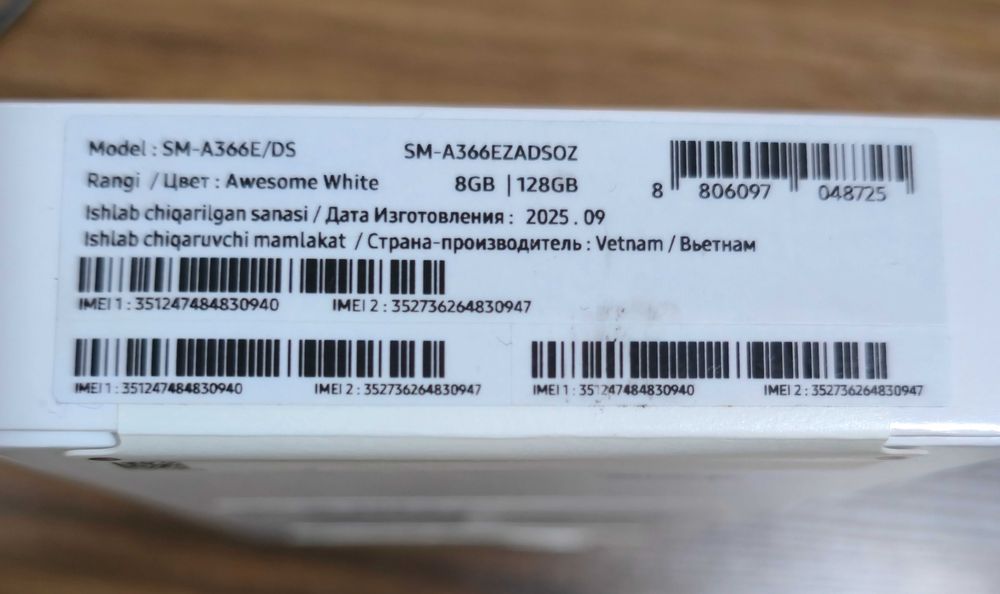 Model : SM-A366E/DS SM-A366EZADSOZ
Rangi / Цвет : Awesome White 8GB | 128GB
8 806097 048725
Ishlab chiqarilgan sanasi / Дата Изготовления : 2025 . 09
Ishlab chiqaruvchi mamlakat / Страна-производитель : Vetnam / Вьетнам
IMEI 1 : 351247484830940 IMEI 2 : 352736264830947
IMEI 1 : 351247484830940 IMEI 2 : 352736264830947 IMEI 1 : 351247484830940 IMEI 2 : 352736264830947